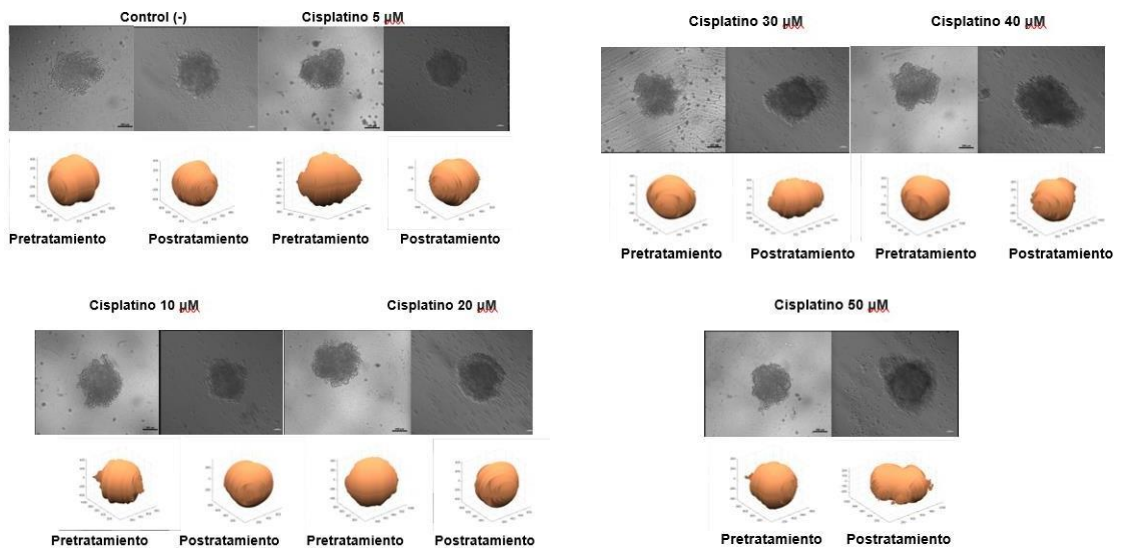 Control (-)
Cisplatino 5 µM
Pretratamiento
Postratamiento
Pretratamiento
Postratamiento
Cisplatino 30 µM
Cisplatino 40 µM
Pretratamiento
Postratamiento
Pretratamiento
Postratamiento
Cisplatino 10 µM
Cisplatino 20 µM
Pretratamiento
Postratamiento
Pretratamiento
Postratamiento
Cisplatino 50 µM
Pretratamiento
Postratamiento